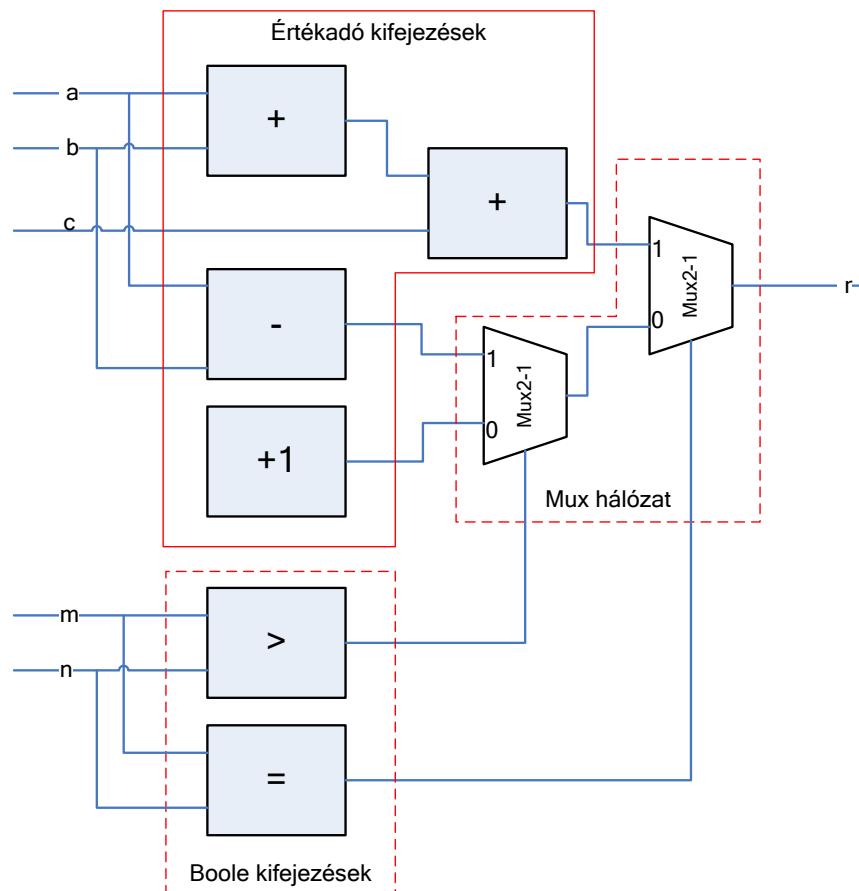 Értékadó kifejezések
a
+
b
+
c
1
Mux2-1
r
0
-
1
Mux2-1
0
+1
Mux hálózat
m
>
n
=
Boole kifejezések